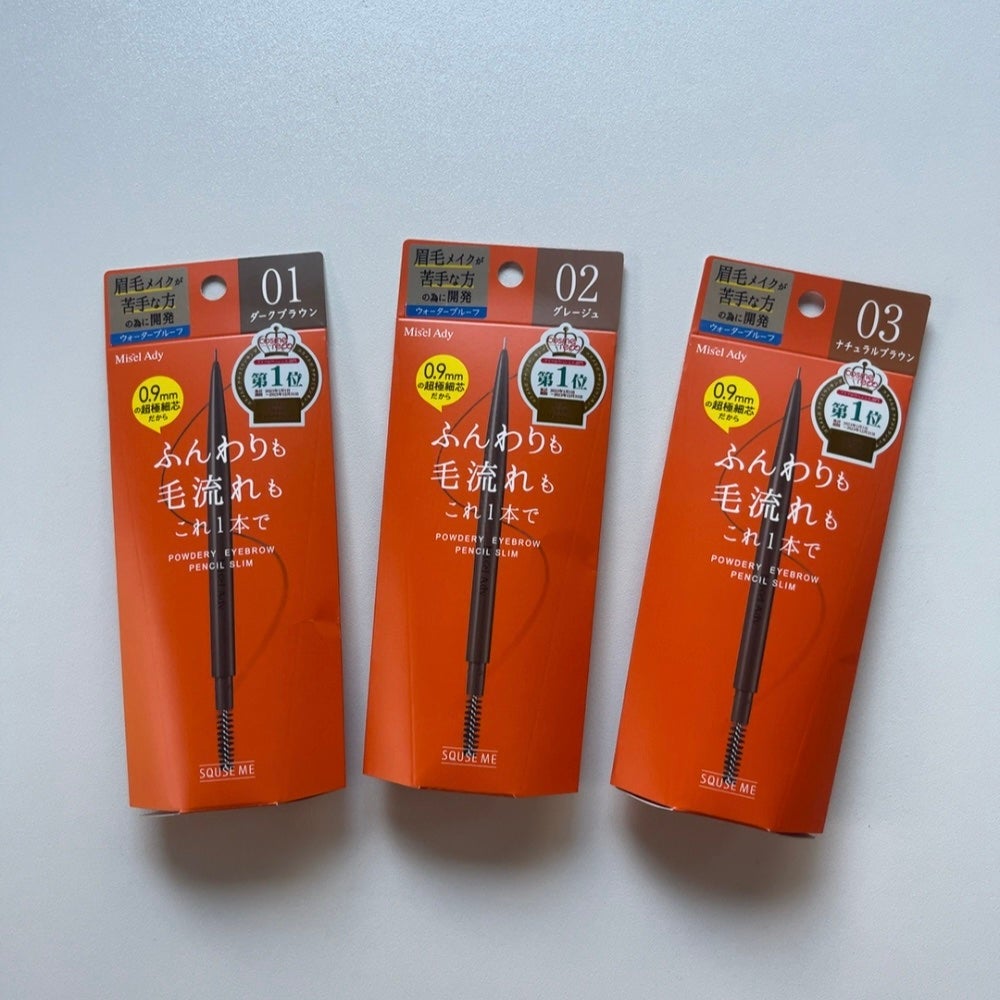 眉毛メイクが
苦手な方
の為に開発
ウォータープルーフ
01
ダークブラウン
Misel Ady
第1位
0.9mm
の超極細芯
だから
ふんわりも
毛流れも
これ1本で
POWDERY EYEBROW
PENCIL SLIM
SQUSE ME
眉毛メイクが
苦手な方
の為に開発
ウォータープルーフ
02
グレージュ
Misel Ady
第1位
0.9mm
の超極細芯
だから
ふんわりも
毛流れも
これ1本で
POWDERY EYEBROW
PENCIL SLIM
SQUSE ME
眉毛メイクが
苦手な方
の為に開発
ウォータープルーフ
03
ナチュラルブラウン
Misel Ady
第1位
0.9mm
の超極細芯
だから
ふんわりも
毛流れも
これ1本で
POWDERY EYEBROW
PENCIL SLIM
SQUSE ME